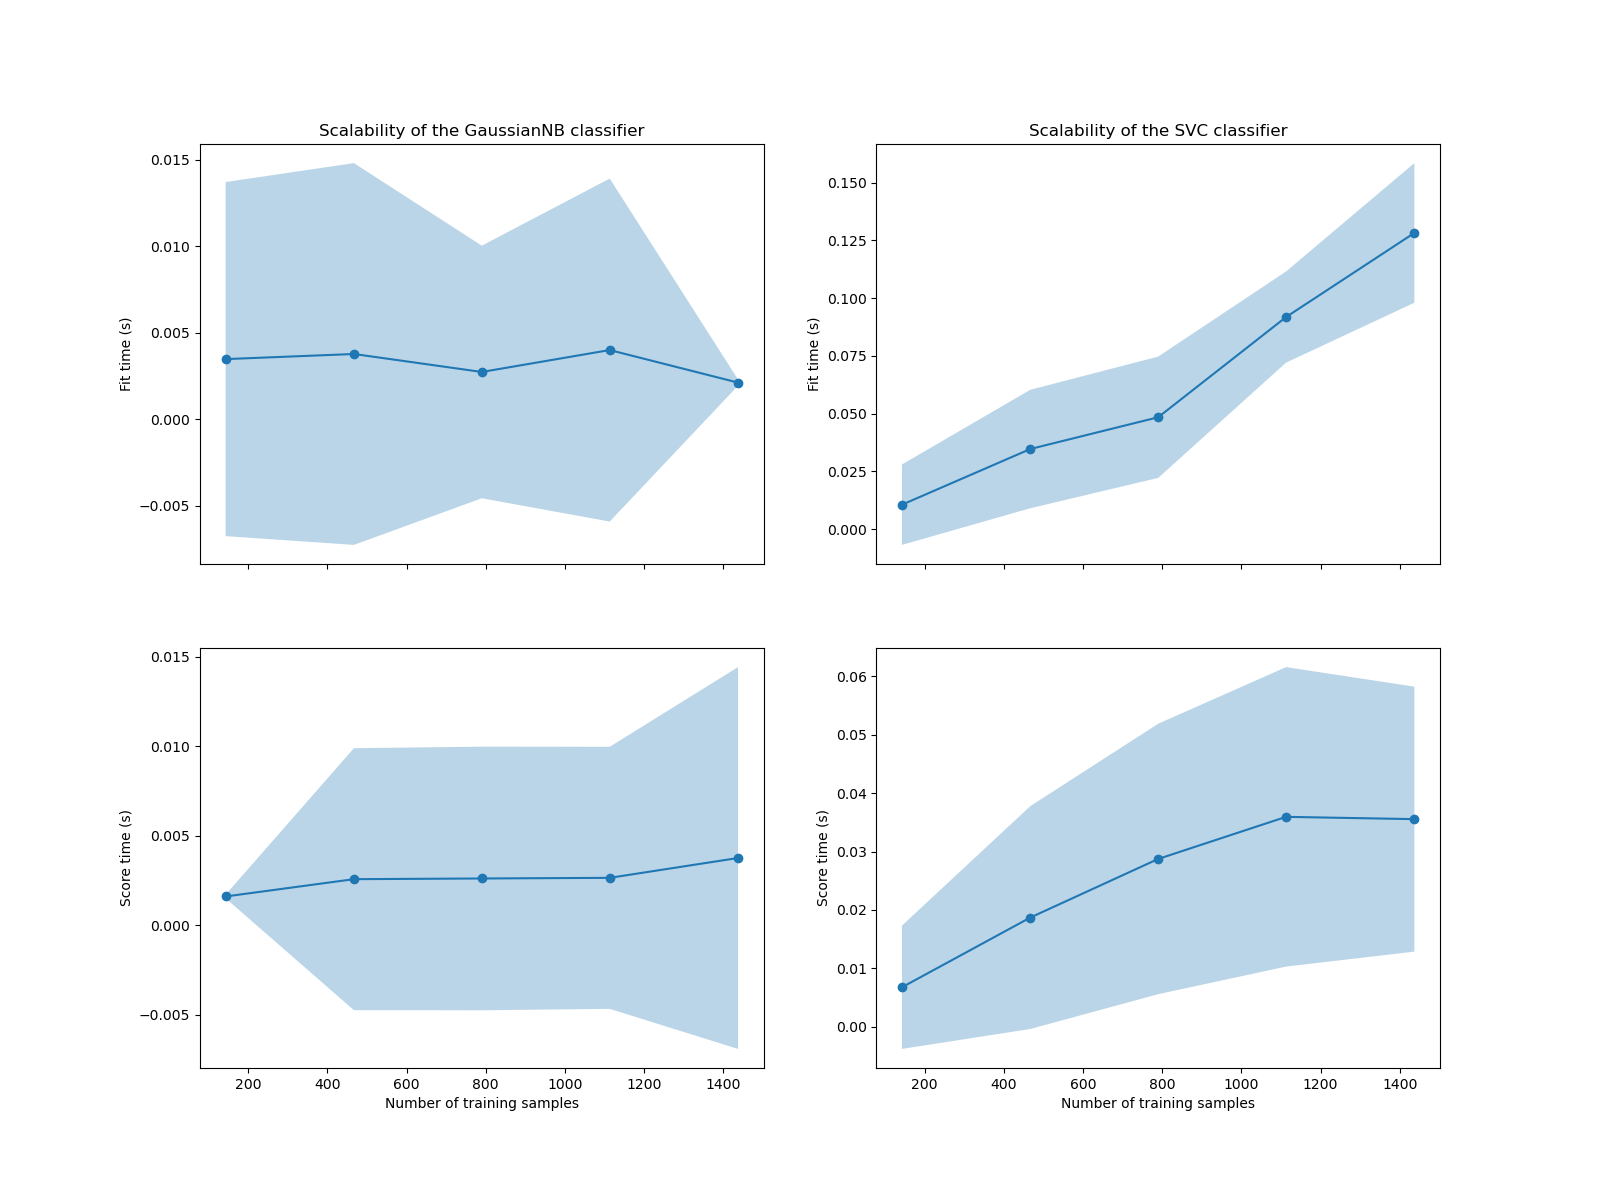 Scalability of the GaussianNB classifier
0.015
0.010
0.005
0.000
−0.005
Fit time (s)
Scalability of the SVC classifier
0.150
0.125
0.100
0.075
0.050
0.025
0.000
Fit time (s)
0.015
0.010
0.005
0.000
−0.005
Score time (s)
200 400 600 800 1000 1200 1400
Number of training samples
0.06
0.05
0.04
0.03
0.02
0.01
0.00
Score time (s)
200 400 600 800 1000 1200 1400
Number of training samples